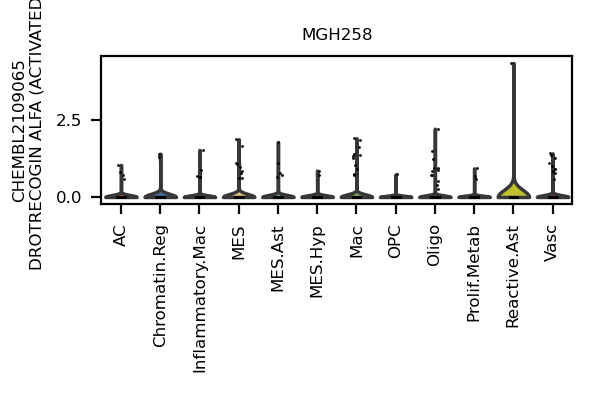 MGH258
CHEMBL2109065
DROTRECOGIN ALFA (ACTIVATED
2.5
0.0
AC
Chromatin.Reg
Inflammatory.Mac
MES
MES.Ast
MES.Hyp
Mac
OPC
Oligo
Prolif.Metab
Reactive.Ast
Vasc